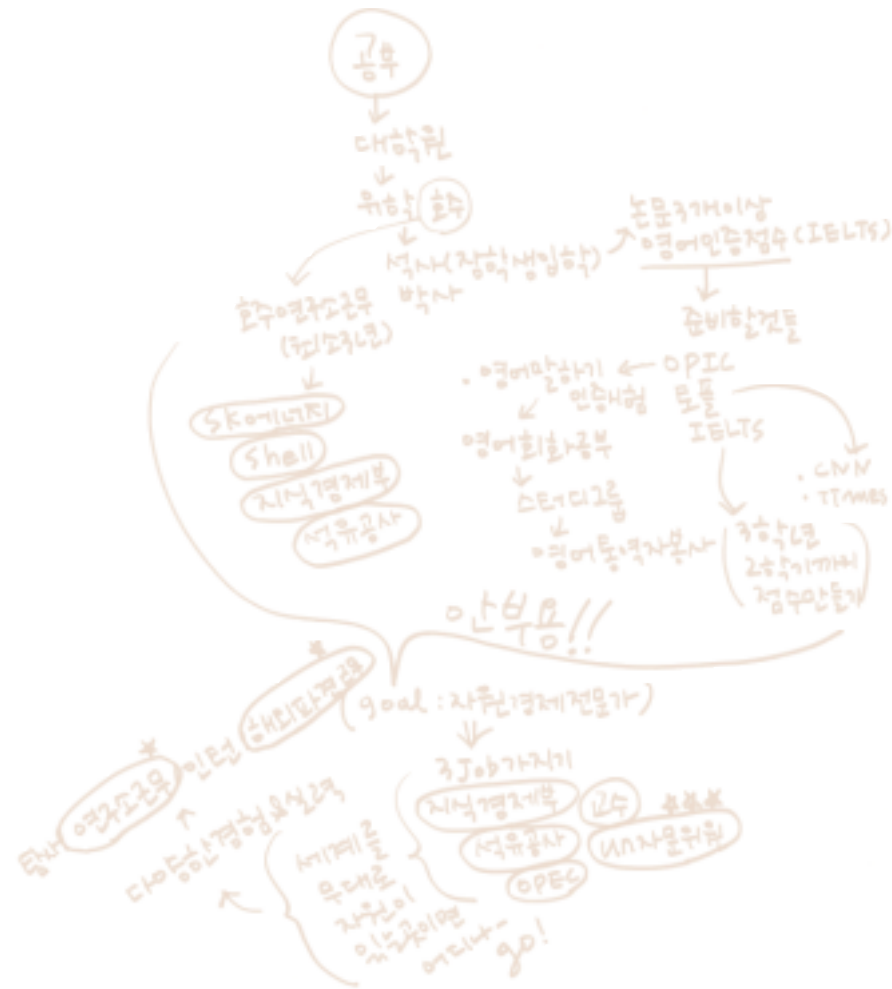 공부
대학원
유학 호수
석사(장학생입학)
박사
논문 3개이상
영어인증점수 (IELTS)
준비할것들
OPIC
토플
IELTS
· 영어말하기
인증시험
영어회화공부
스터디그룹
영어통역자봉사
· CNN
· TImes
3학년
2학기까지
점수만들기
호주연구소근무
(최소3년)
SK에너지
shell
지식경제부
석유공사
안부용!!
(goal : 자원경제전문가)
3Job가지기
지식경제부 교수
석유공사 un자문위원
OPEC
세계를
무대로
자원이
있는곳이면
어디나~
go!
다양한경험&실력
탐사 연구소근무 인턴 해외파견근무